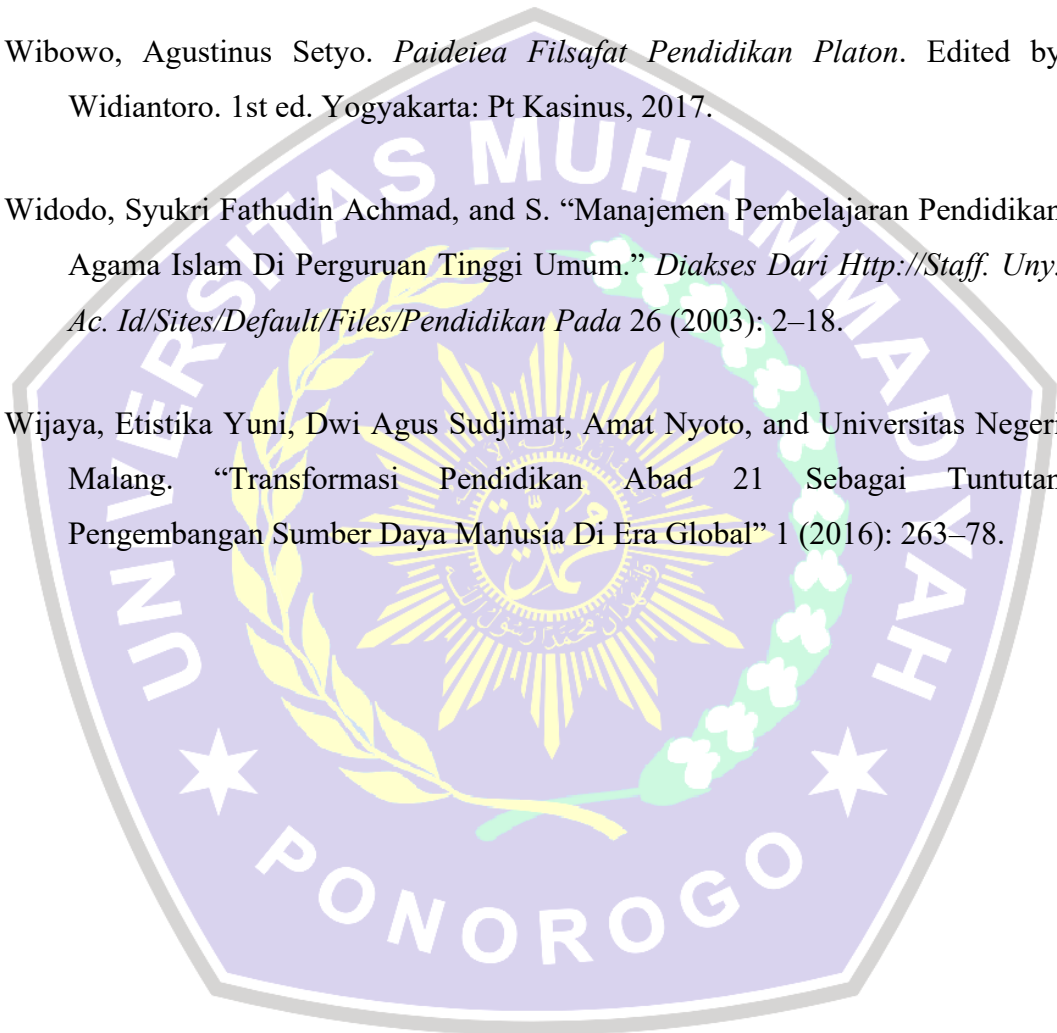 Wibowo, Agustinus Setyo. Paideiea Filsafat Pendidikan Platon. Edited by
Widiantoro. 1st ed. Yogyakarta: Pt Kasinus, 2017.
Widodo, Syukri Fathudin Achmad, and S. “Manajemen Pembelajaran Pendidikan
Agama Islam Di Perguruan Tinggi Umum.” Diakses Dari Http://Staff. Uny.
Ac. Id/Sites/Default/Files/Pendidikan Pada 26 (2003): 2–18.
Wijaya, Etistika Yuni, Dwi Agus Sudjimat, Amat Nyoto, and Universitas Negeri
Malang. “Transformasi Pendidikan Abad 21 Sebagai Tuntutan
Pengembangan Sumber Daya Manusia Di Era Global” 1 (2016): 263–78.
UNIVERSITAS MUHAMMADIYAH
PONOROGO
محمدية